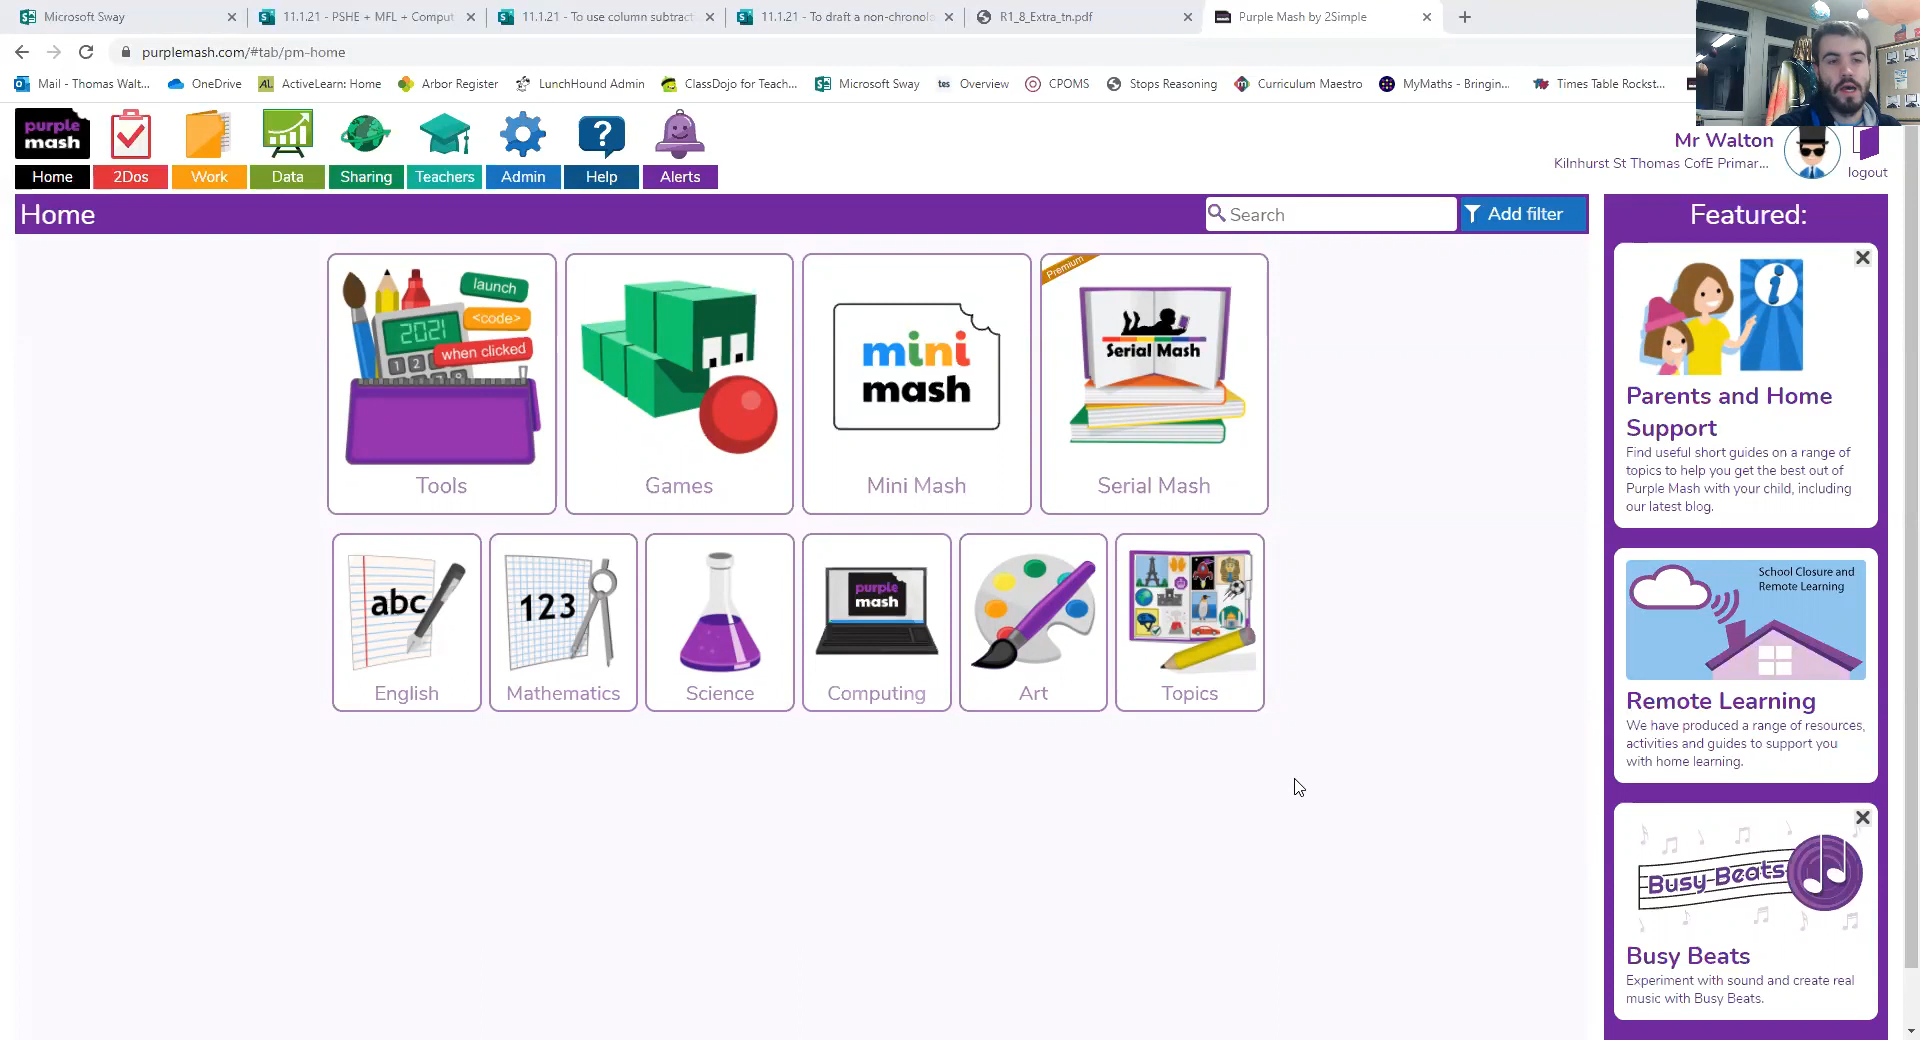 Microsoft Sway
11.1.21 - PSHE + MFL + Comput
11.1.21 - To use column subtract
11.1.21 - To draft a non-chronolo
R1_8_Extra_tn.pdf
Purple Mash by 2Simple
purplemash.com/#tab/pm-home
Mail - Thomas Walt...
OneDrive
AL
ActiveLearn: Home
Arbor Register
LunchHound Admin
ClassDojo for Teach...
Microsoft Sway
tes
Overview
CPOMS
Stops Reasoning
Curriculum Maestro
MyMaths - Bringin...
Times Table Rockst...
purple
mash
Home
2Dos
Work
Data
Sharing
Teachers
Admin
Help
Alerts
Mr Walton
Kilnhurst St Thomas CofE Primar...
logout
Home
Search
Add filter
Featured:
launch
<code>
when clicked
2021
1 2 3
Tools
Games
mini
mash
Mini Mash
Premium
Serial Mash
Serial Mash
abc
English
123
Mathematics
Science
purple
mash
Computing
Art
Topics
i
Parents and Home
Support
Find useful short guides on a range of
topics to help you get the best out of
Purple Mash with your child, including
our latest blog.
School Closure and
Remote Learning
Remote Learning
We have produced a range of resources,
activities and guides to support you
with home learning.
Busy Beats
Busy Beats
Experiment with sound and create real
music with Busy Beats.